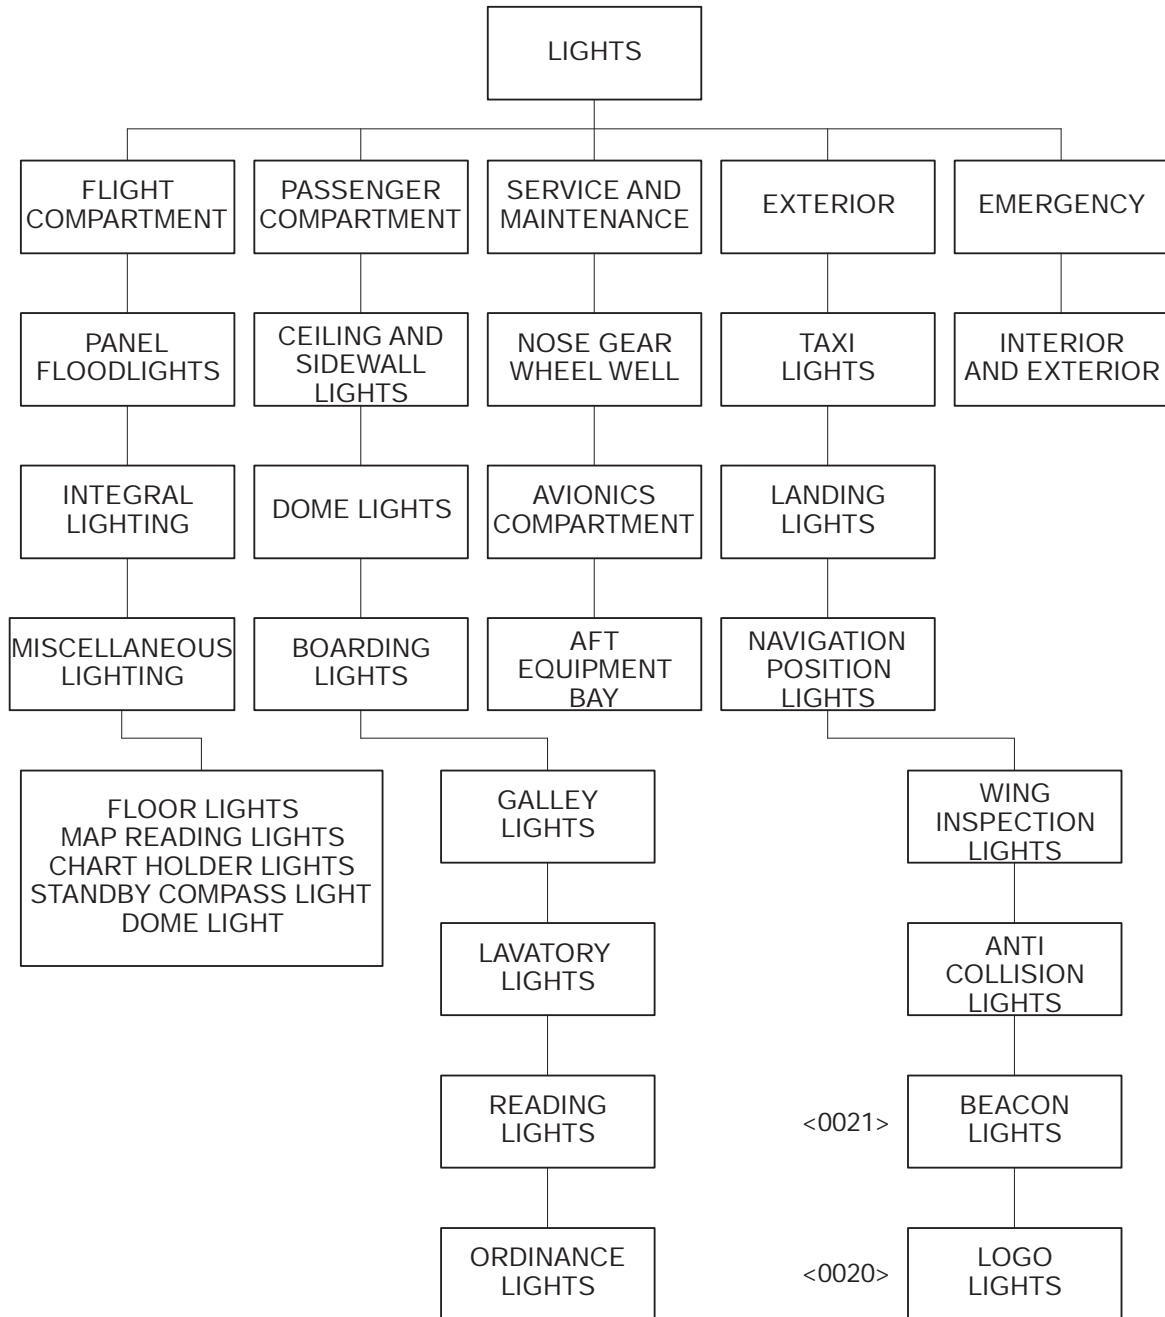 LIGHTS
FLIGHT
COMPARTMENT
PASSENGER
COMPARTMENT
SERVICE AND
MAINTENANCE
EXTERIOR
EMERGENCY
PANEL
FLOODLIGHTS
CEILING AND
SIDEWALL
LIGHTS
NOSE GEAR
WHEEL WELL
TAXI
LIGHTS
INTERIOR
AND EXTERIOR
INTEGRAL
LIGHTING
DOME LIGHTS
AVIONICS
COMPARTMENT
LANDING
LIGHTS
MISCELLANEOUS
LIGHTING
BOARDING
LIGHTS
AFT
EQUIPMENT
BAY
NAVIGATION
POSITION
LIGHTS
FLOOR LIGHTS
MAP READING LIGHTS
CHART HOLDER LIGHTS
STANDBY COMPASS LIGHT
DOME LIGHT
GALLEY
LIGHTS
WING
INSPECTION
LIGHTS
LAVATORY
LIGHTS
ANTI
COLLISION
LIGHTS
READING
LIGHTS
<0021>
BEACON
LIGHTS
ORDINANCE
LIGHTS
<0020>
LOGO
LIGHTS